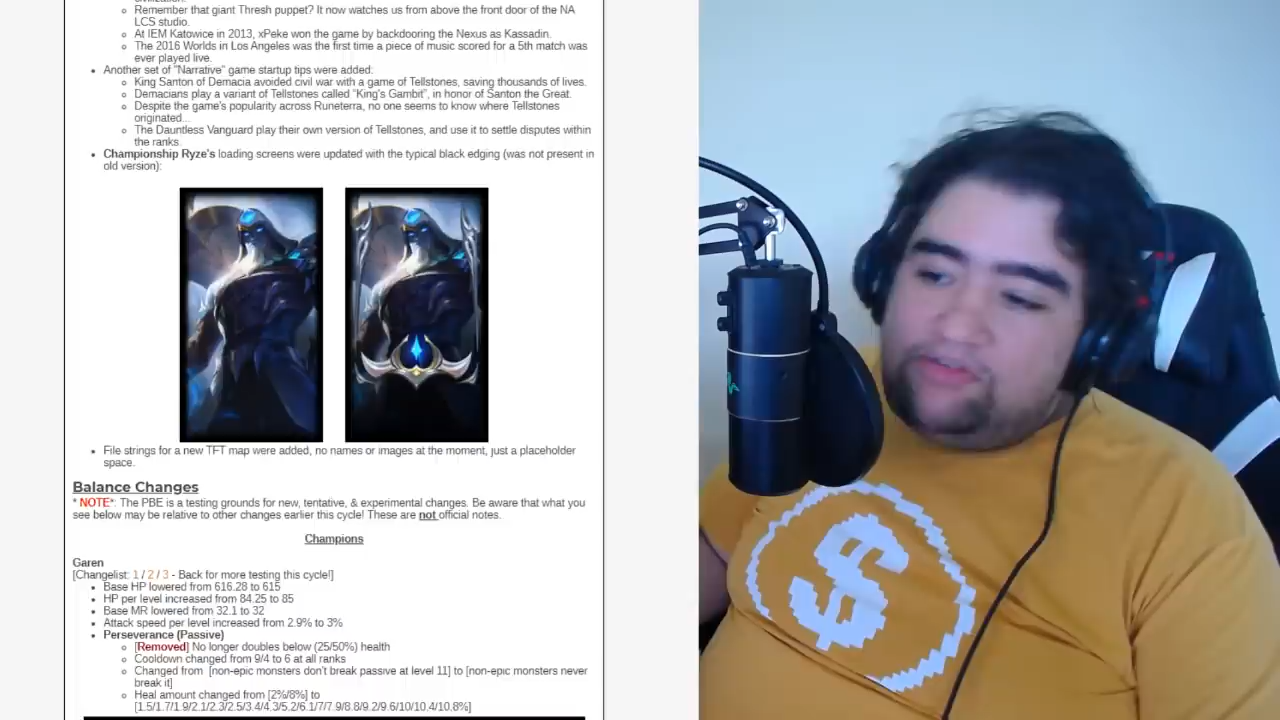 civilization.
Remember that giant Thresh puppet? It now watches us from above the front door of the NA
LCS studio.
At IEM Katowice in 2013, xPeke won the game by backdooring the Nexus as Kassadin.
The 2016 Worlds in Los Angeles was the first time a piece of music scored for a 5th match was
ever played live.
Another set of "Narrative" game startup tips were added:
King Santon of Demacia avoided civil war with a game of Tellstones, saving thousands of lives.
Demacians play a variant of Tellstones called "King's Gambit", in honor of Santon the Great.
Despite the game's popularity across Runeterra, no one seems to know where Tellstones
originated...
The Dauntless Vanguard play their own version of Tellstones, and use it to settle disputes within
the ranks.
Championship Ryze's loading screens were updated with the typical black edging (was not present in
old version):
File strings for a new TFT map were added, no names or images at the moment, just a placeholder
space.
Balance Changes
* NOTE*: The PBE is a testing grounds for new, tentative, & experimental changes. Be aware that what you
see below may be relative to other changes earlier this cycle! These are not official notes.
Champions
Garen
[Changelist: 1 / 2 / 3 - Back for more testing this cycle!]
Base HP lowered from 616.28 to 615
HP per level increased from 84.25 to 85
Base MR lowered from 32.1 to 32
Attack speed per level increased from 2.9% to 3%
Perseverance (Passive)
[Removed] No longer doubles below (25/50%) health
Cooldown changed from 9/4 to 6 at all ranks
Changed from [non-epic monsters don't break passive at level 11] to [non-epic monsters never
break it]
Heal amount changed from [2%/8%] to
[1.5/1.7/1.9/2.1/2.3/2.5/3.4/4.3/5.2/6.1/7/7.9/8.8/9.2/9.6/10/10.4/10.8%]
$